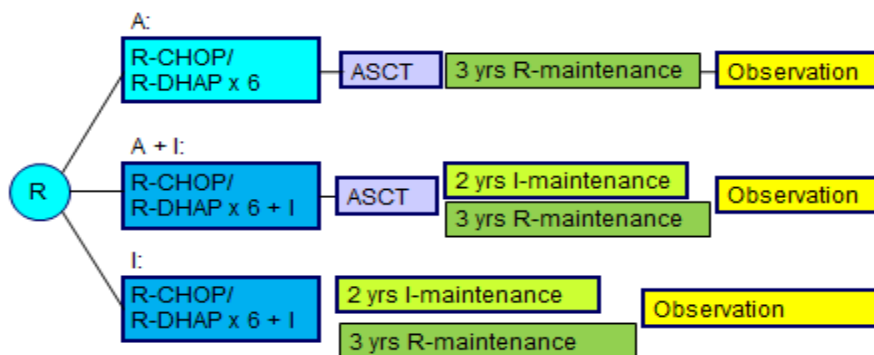 A:
R-CHOP/
R-DHAP x 6
ASCT
3 yrs R-maintenance
Observation
R
A + I:
R-CHOP/
R-DHAP x 6 + I
ASCT
2 yrs I-maintenance
3 yrs R-maintenance
Observation
I:
R-CHOP/
R-DHAP x 6 + I
2 yrs I-maintenance
3 yrs R-maintenance
Observation